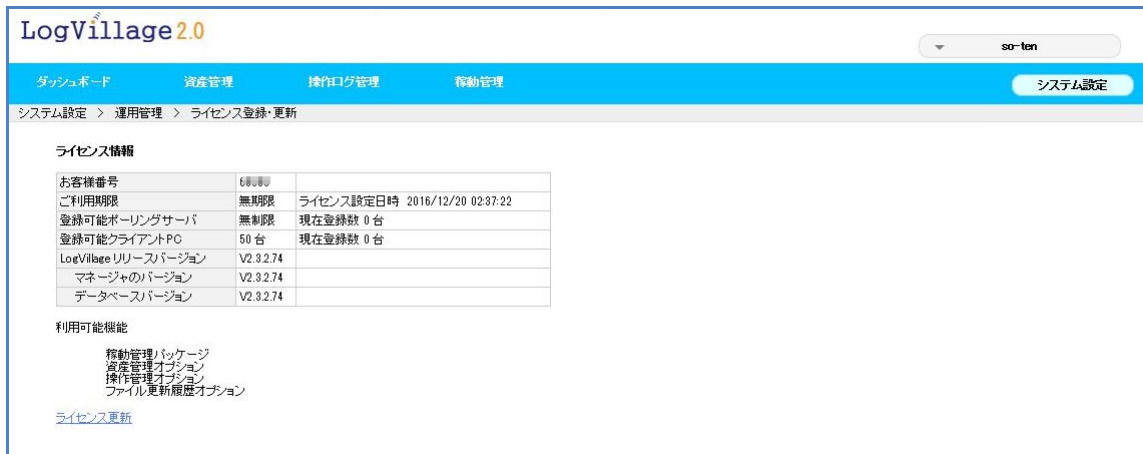 LogVillage 2.0
so-ten
ダッシュボード 資産管理 操作ログ管理 稼動管理 システム設定
システム設定 > 運用管理 > ライセンス登録・更新
ライセンス情報
お客様番号
ご利用期限 無期限 ライセンス設定日時 2016/12/20 02:37:22
登録可能ポーリングサーバ 無制限 現在登録数 0 台
登録可能クライアントPC 50 台 現在登録数 0 台
LogVillage リリースバージョン V2.3.2.74
マネージャのバージョン V2.3.2.74
データベースバージョン V2.3.2.74
利用可能機能
稼動管理パッケージ
資産管理オプション
操作管理オプション
ファイル更新履歴オプション
ライセンス更新